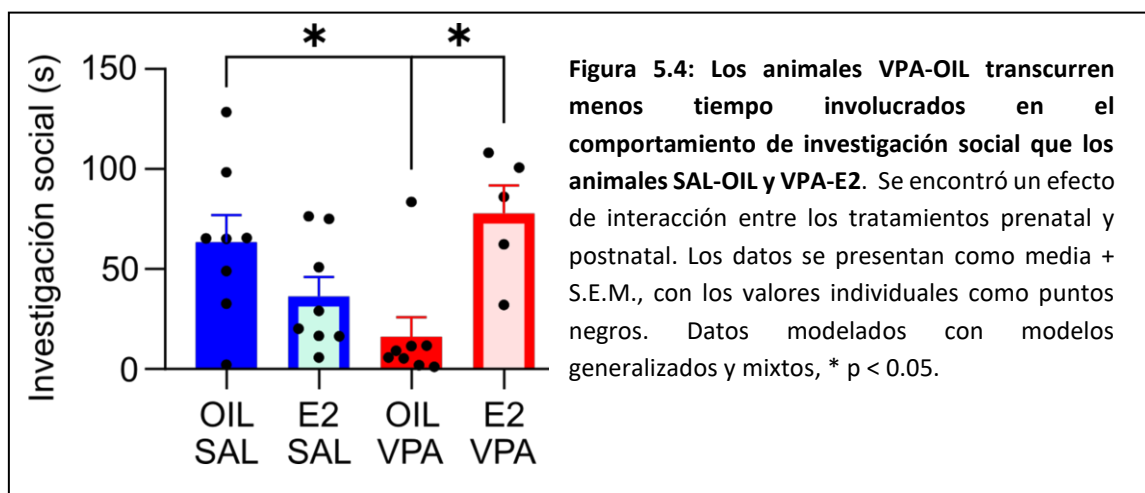 * *
150
100
50
0
Investigación social (s)
OIL E2 OIL E2
SAL SAL VPA VPA
Figura 5.4: Los animales VPA-OIL transcurren
menos tiempo involucrados en el
comportamiento de investigación social que los
animales SAL-OIL y VPA-E2. Se encontró un efecto
de interacción entre los tratamientos prenatal y
postnatal. Los datos se presentan como media +
S.E.M., con los valores individuales como puntos
negros. Datos modelados con modelos
generalizados y mixtos, * p < 0.05.